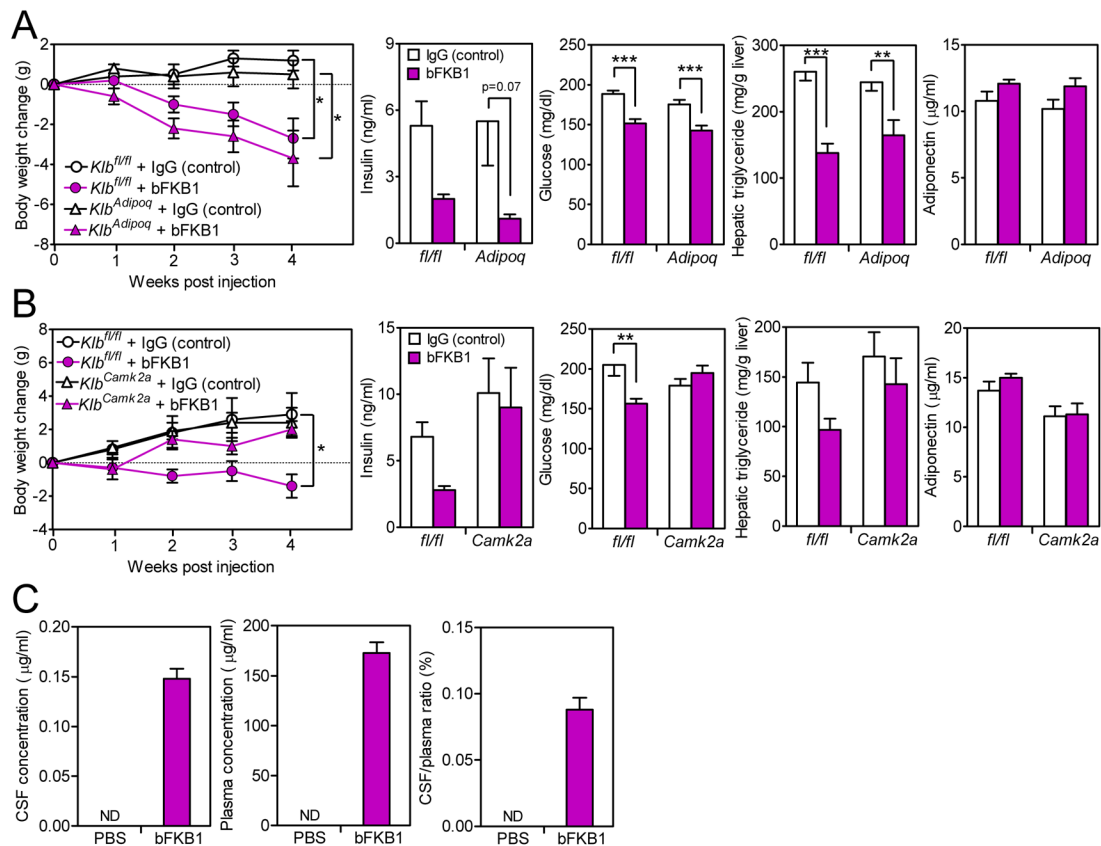 A
Body weight change (g)
2
0
-2
-4
-6
-8
Klb fl/fl + IgG (control)
Klb fl/fl + bFKB1
Klb Adipoq + IgG (control)
Klb Adipoq + bFKB1
*
*
0 1 2 3 4
Weeks post injection
Insulin (ng/ml)
9
6
3
0
IgG (control)
bFKB1
p=0.07
fl/fl Adipoq
Glucose (mg/dl)
250
200
150
100
50
0
*** ***
fl/fl Adipoq
Hepatic triglyceride (mg/g liver)
300
200
100
0
*** **
fl/fl Adipoq
Adiponectin (µg/ml)
15
10
5
0
fl/fl Adipoq
B
Body weight change (g)
8
6
4
2
0
-2
-4
Klb fl/fl + IgG (control)
Klb fl/fl + bFKB1
Klb Camk2a + IgG (control)
Klb Camk2a + bFKB1
*
0 1 2 3 4
Weeks post injection
Insulin (ng/ml)
15
10
5
0
IgG (control)
bFKB1
fl/fl Camk2a
Glucose (mg/dl)
250
200
150
100
50
0
**
fl/fl Camk2a
Hepatic triglyceride (mg/g liver)
200
150
100
50
0
fl/fl Camk2a
Adiponectin (µg/ml)
20
15
10
5
0
fl/fl Camk2a
C
CSF concentration ( µg/ml)
0.20
0.15
0.10
0.05
0.00
ND
PBS bFKB1
Plasma concentration ( µg/ml)
200
150
100
50
0
ND
PBS bFKB1
CSF/plasma ratio (%)
0.15
0.10
0.05
0.00
ND
PBS bFKB1